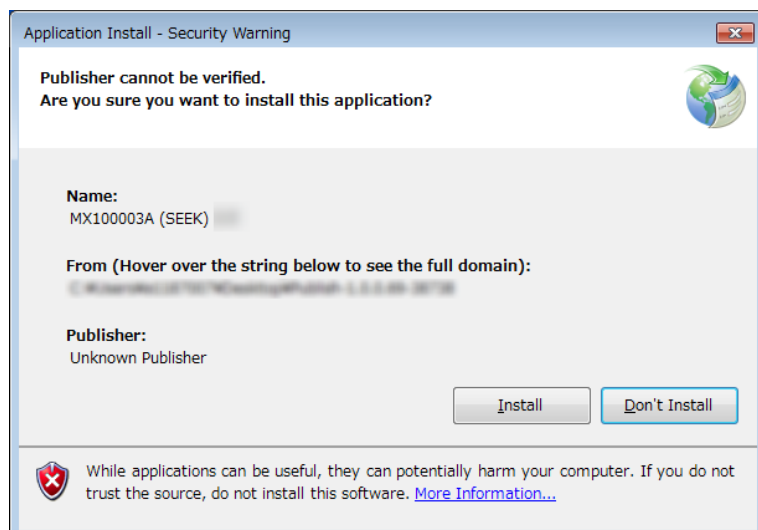 Application Install - Security Warning
Publisher cannot be verified.
Are you sure you want to install this application?
Name:
MX100003A (SEEK)
From (Hover over the string below to see the full domain):
Publisher:
Unknown Publisher
Install
Don't Install
While applications can be useful, they can potentially harm your computer. If you do not
trust the source, do not install this software. More Information...